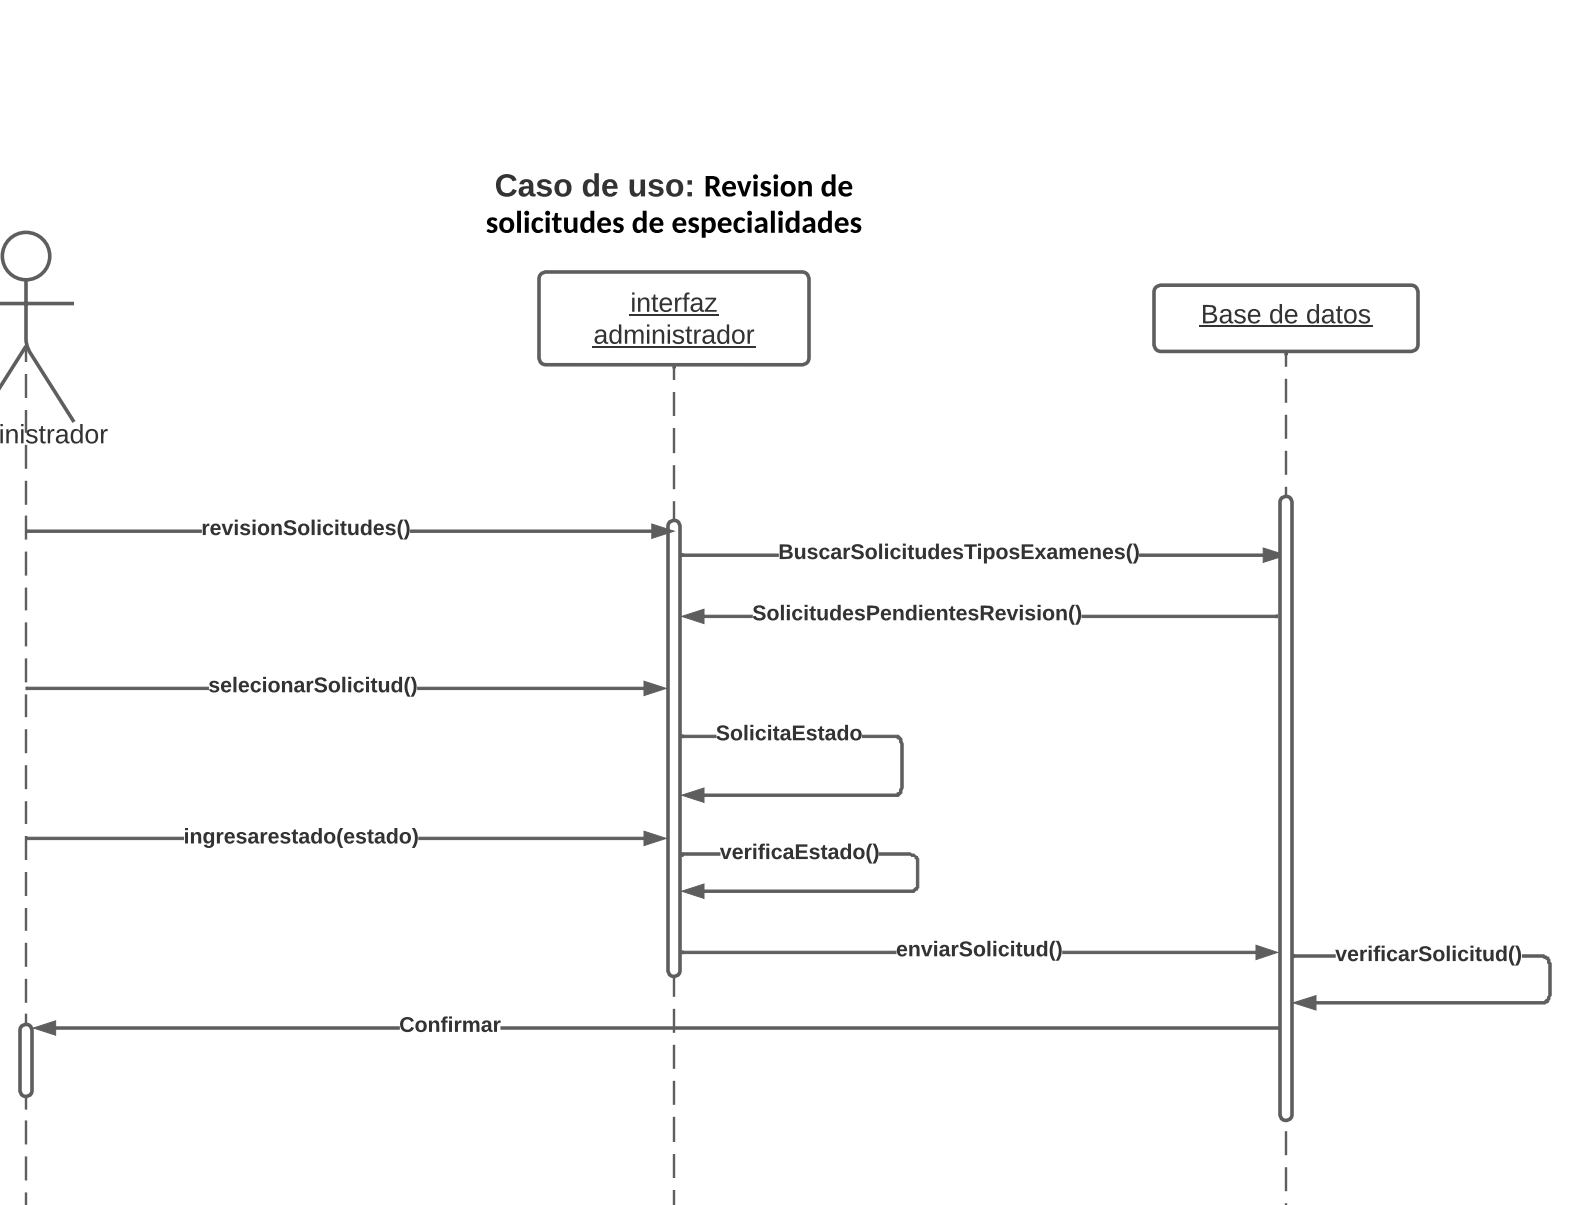 Caso de uso: Revision de
solicitudes de especialidades
interfaz
administrador
Base de datos
inistrador
revisionSolicitudes()
BuscarSolicitudesTiposExamenes()
SolicitudesPendientesRevision()
selecionarSolicitud()
SolicitaEstado
ingresarestado(estado)
verificaEstado()
enviarSolicitud()
verificarSolicitud()
Confirmar